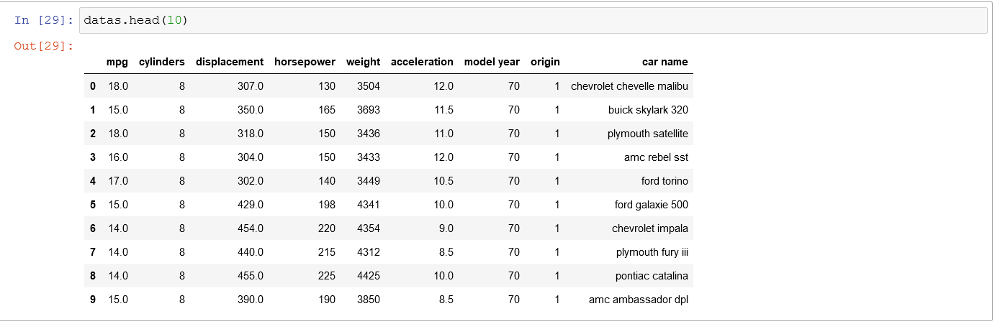 In [29]: datas.head(10)
Out[29]:
mpg cylinders displacement horsepower weight acceleration model year origin car name
0 18.0 8 307.0 130 3504 12.0 70 1 chevrolet chevelle malibu
1 15.0 8 350.0 165 3693 11.5 70 1 buick skylark 320
2 18.0 8 318.0 150 3436 11.0 70 1 plymouth satellite
3 16.0 8 304.0 150 3433 12.0 70 1 amc rebel sst
4 17.0 8 302.0 140 3449 10.5 70 1 ford torino
5 15.0 8 429.0 198 4341 10.0 70 1 ford galaxie 500
6 14.0 8 454.0 220 4354 9.0 70 1 chevrolet impala
7 14.0 8 440.0 215 4312 8.5 70 1 plymouth fury iii
8 14.0 8 455.0 225 4425 10.0 70 1 pontiac catalina
9 15.0 8 390.0 190 3850 8.5 70 1 amc ambassador dpl